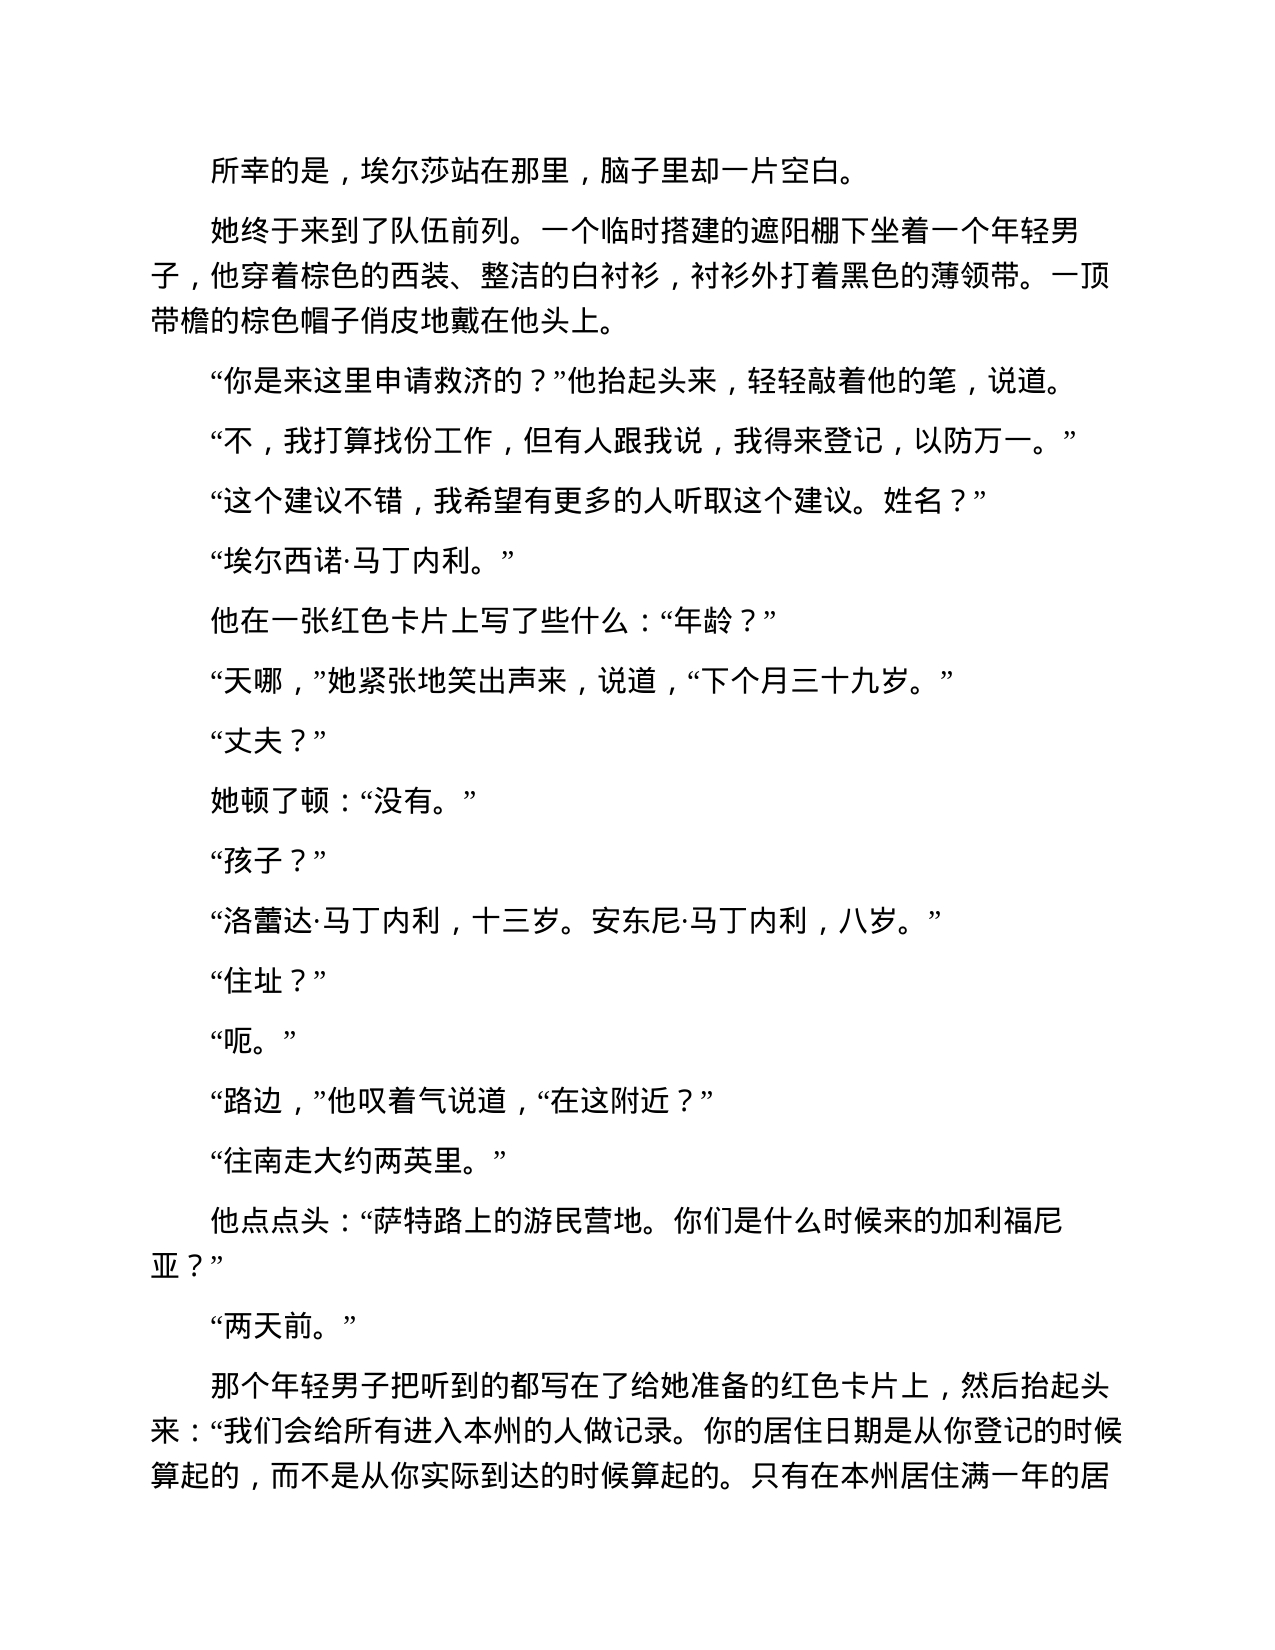 所幸的是，埃尔莎站在那里，脑子里却一片空白。
她终于来到了队伍前列。一个临时搭建的遮阳棚下坐着一个年轻男
子，他穿着棕色的西装、整洁的白衬衫，衬衫外打着黑色的薄领带。一顶
带檐的棕色帽子俏皮地戴在他头上。
“你是来这里申请救济的？”他抬起头来，轻轻敲着他的笔，说道。
“不，我打算找份工作，但有人跟我说，我得来登记，以防万一。”
“这个建议不错，我希望有更多的人听取这个建议。姓名？”
“埃尔西诺·马丁内利。”
他在一张红色卡片上写了些什么：“年龄？”
“天哪，”她紧张地笑出声来，说道，“下个月三十九岁。”
“丈夫？”
她顿了顿：“没有。”
“孩子？”
“洛蕾达·马丁内利，十三岁。安东尼·马丁内利，八岁。”
“住址？”
“呃。”
“路边，”他叹着气说道，“在这附近？”
“往南走大约两英里。”
他点点头：“萨特路上的游民营地。你们是什么时候来的加利福尼
亚？”
“两天前。”
那个年轻男子把听到的都写在了给她准备的红色卡片上，然后抬起头
来：“我们会给所有进入本州的人做记录。你的居住日期是从你登记的时候
算起的，而不是从你实际到达的时候算起的。只有在本州居住满一年的居